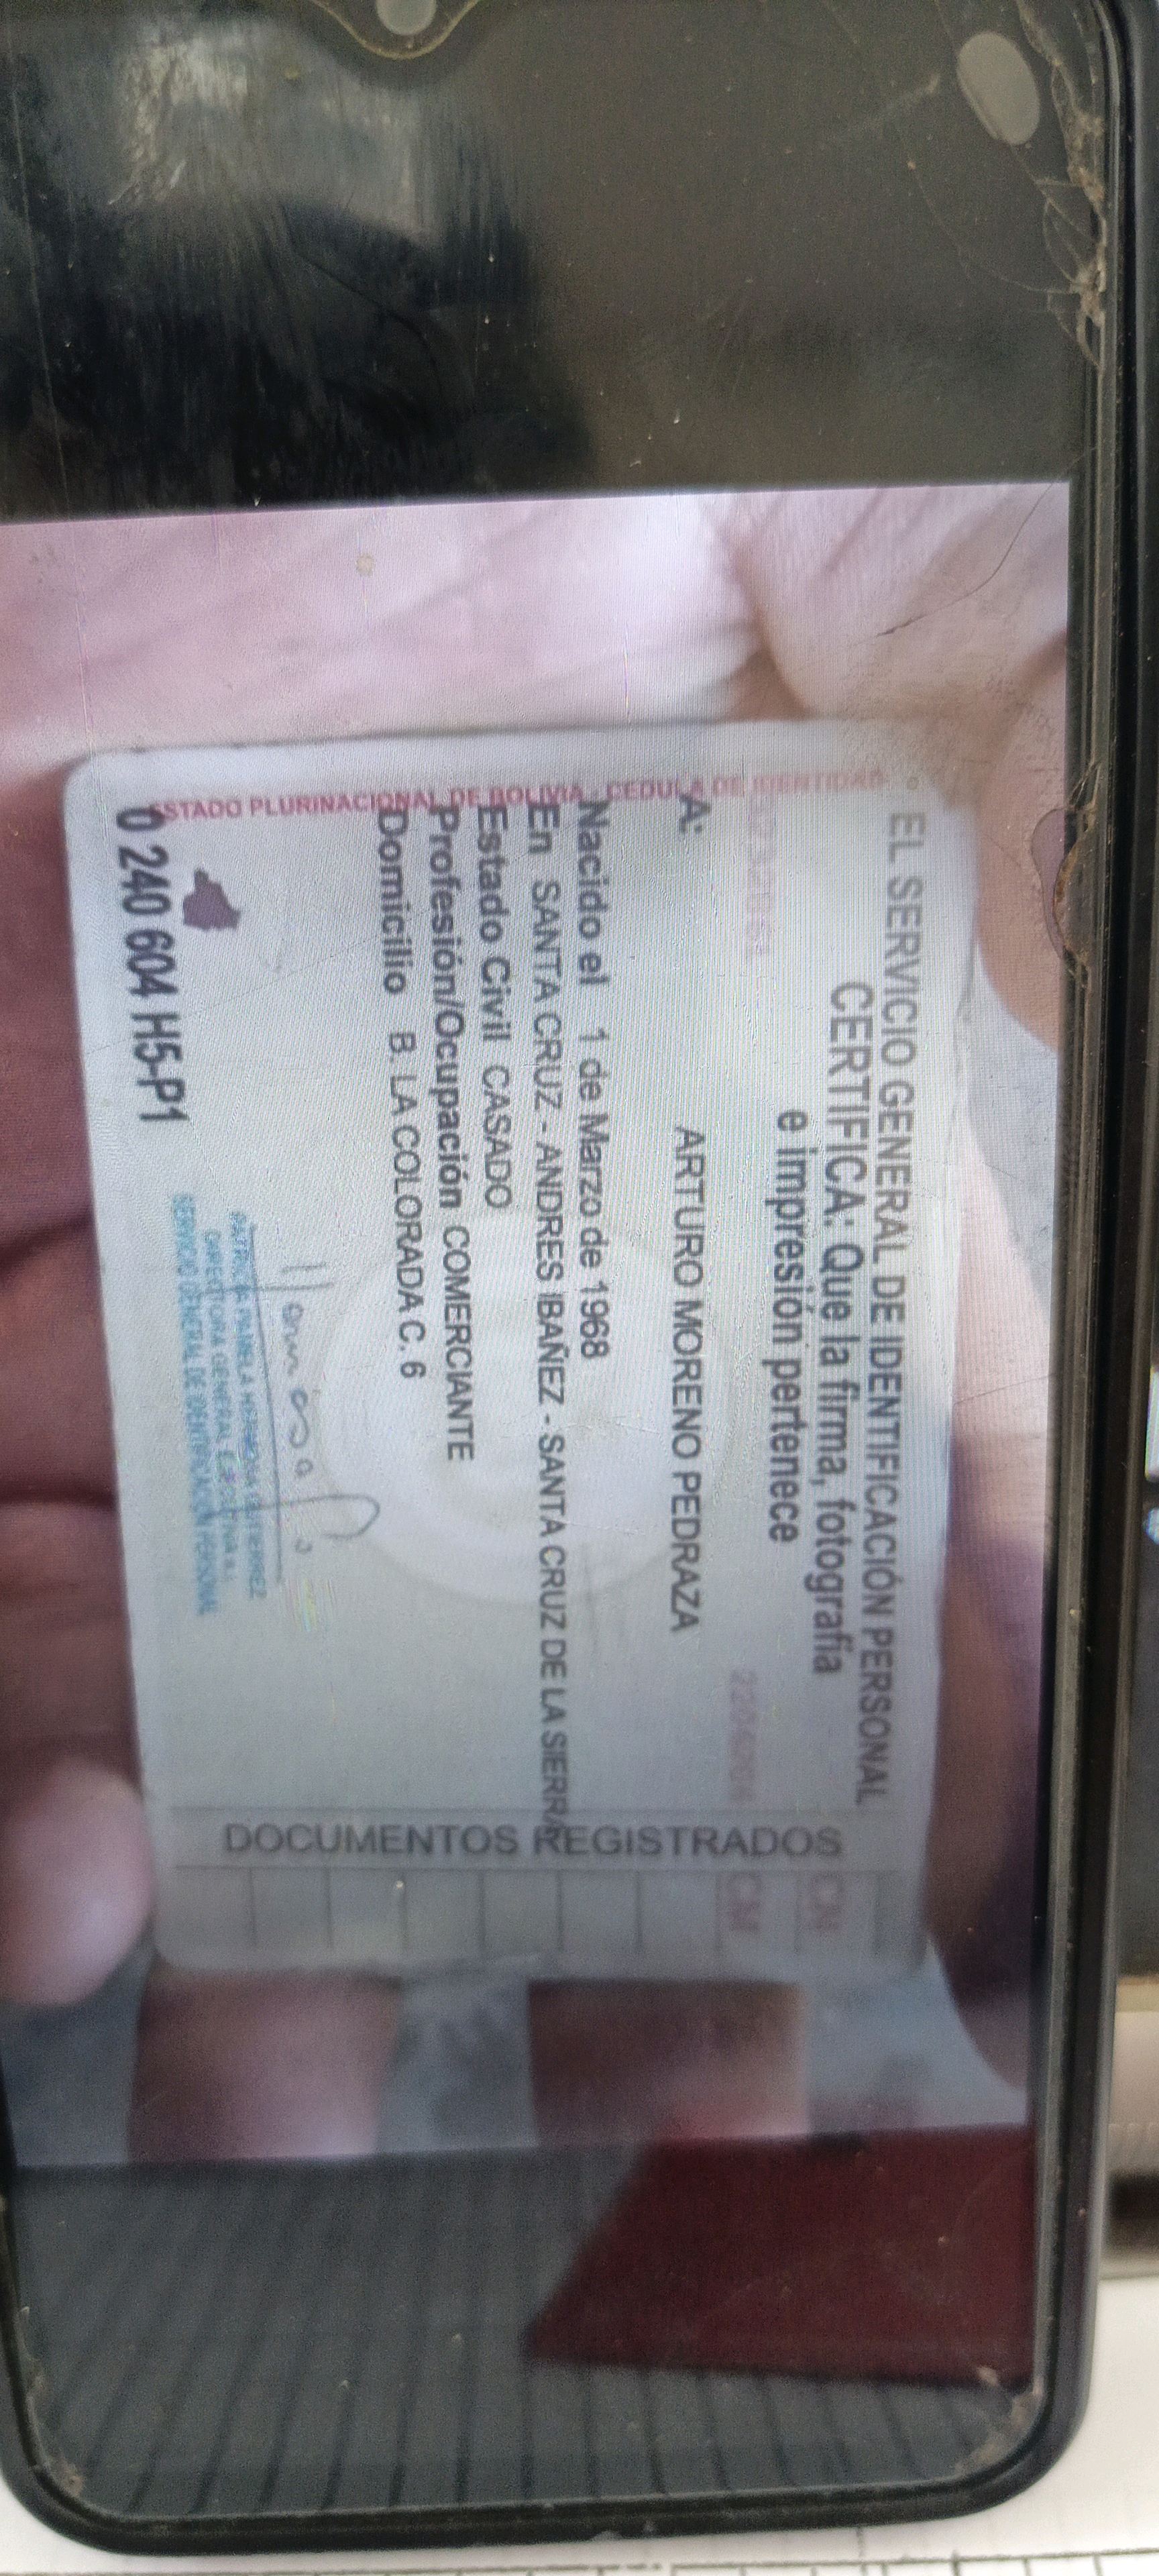 ESTADO PLURINACIONAL DE BOLIVIA - CEDULA DE IDENTIDAD
EL SERVICIO GENERAL DE IDENTIFICACIÓN PERSONAL
CERTIFICA: Que la firma, fotografía
e impresión pertenece
A: ARTURO MORENO PEDRAZA
Nacido el 1 de Marzo de 1968
En SANTA CRUZ - ANDRES IBAÑEZ - SANTA CRUZ DE LA SIERRA
Estado Civil CASADO
Profesión/Ocupación COMERCIANTE
Domicilio B. LA COLORADA C. 6
DIRECTORA GENERAL
SERVICIO GENERAL DE IDENTIFICACIÓN PERSONAL
0 240 604 H5-P1
DOCUMENTOS REGISTRADOS
CN
CM